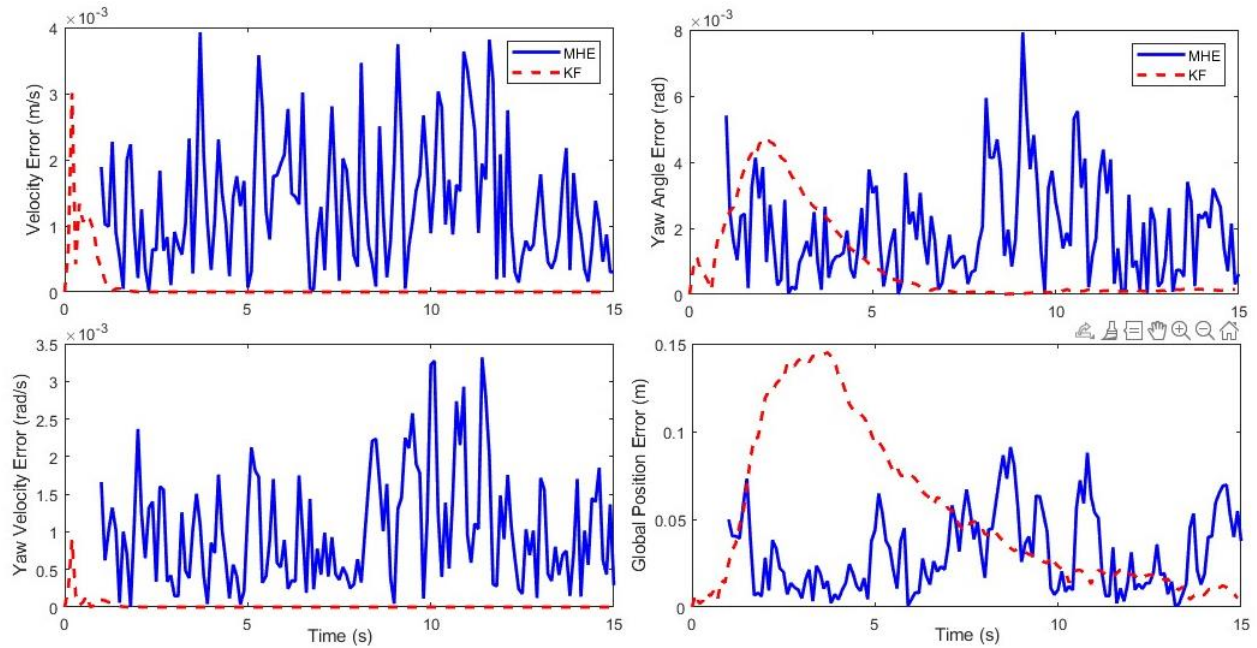 ×10⁻³
4
3
2
1
0
Velocity Error (m/s)
MHE
KF
0 5 10 15
×10⁻³
8
6
4
2
0
Yaw Angle Error (rad)
MHE
KF
0 5 10 15
×10⁻³
3.5
3
2.5
2
1.5
1
0.5
0
Yaw Velocity Error (rad/s)
0 5 10 15
Time (s)
0.15
0.1
0.05
0
Global Position Error (m)
0 5 10 15
Time (s)